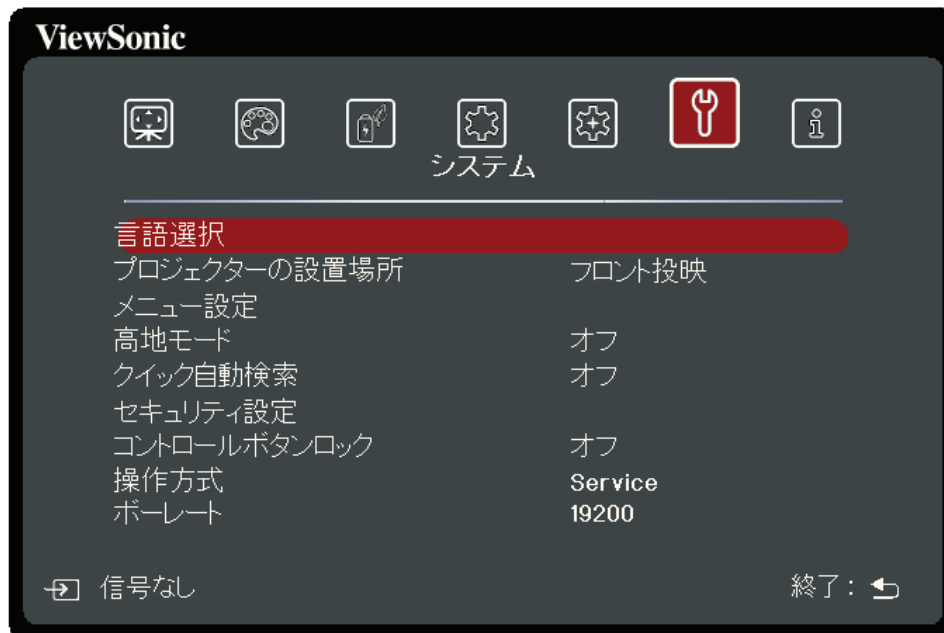 ViewSonic
システム
言語選択
プロジェクターの設置場所 フロント投映
メニュー設定
高地モード オフ
クイック自動検索 オフ
セキュリティ設定
コントロールボタンロック オフ
操作方式 Service
ボーレート 19200
信号なし 終了: